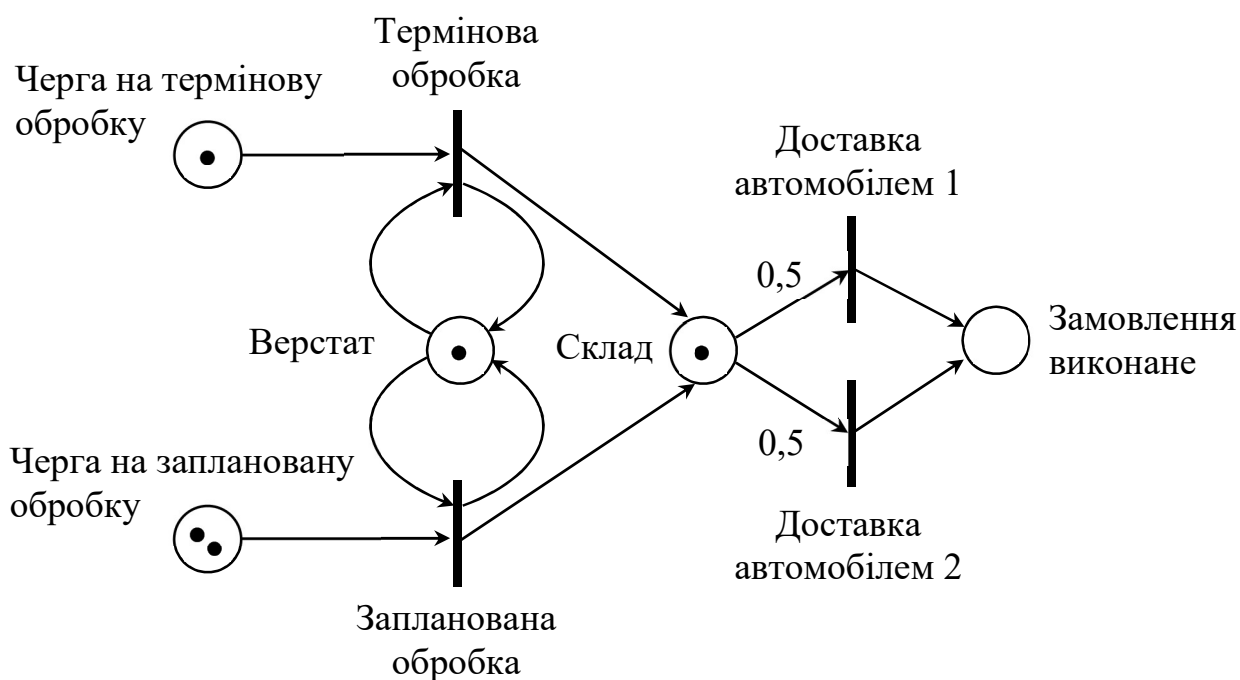 Термінова
обробка
Черга на термінову
обробку
Доставка
автомобілем 1
0,5
Верстат
Склад
Замовлення
виконане
0,5
Черга на заплановану
обробку
Доставка
автомобілем 2
Запланована
обробка